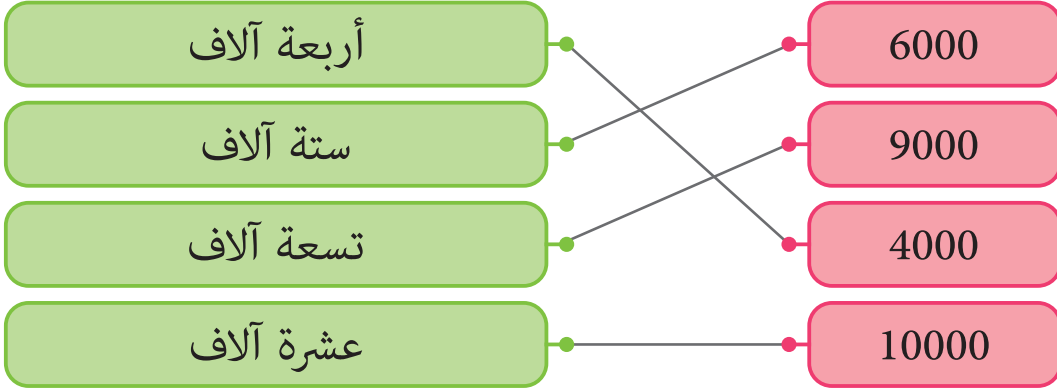 أربعة آلاف
6000
ستة آلاف
9000
تسعة آلاف
4000
عشرة آلاف
10000